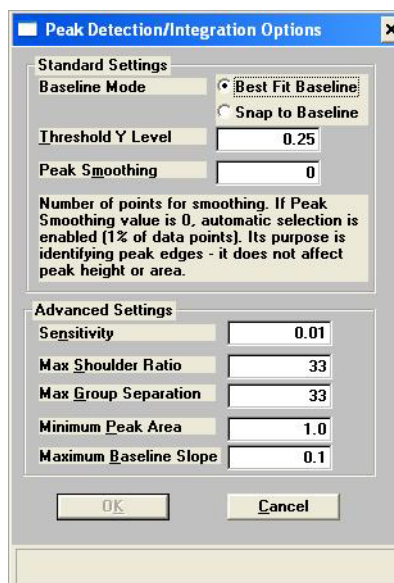 Peak Detection/Integration Options
Standard Settings
Baseline Mode
Best Fit Baseline
Snap to Baseline
Threshold Y Level 0.25
Peak Smoothing 0
Number of points for smoothing. If Peak
Smoothing value is 0, automatic selection is
enabled (1% of data points). Its purpose is
identifying peak edges - it does not affect
peak height or area.
Advanced Settings
Sensitivity 0.01
Max Shoulder Ratio 33
Max Group Separation 33
Minimum Peak Area 1.0
Maximum Baseline Slope 0.1
OK Cancel